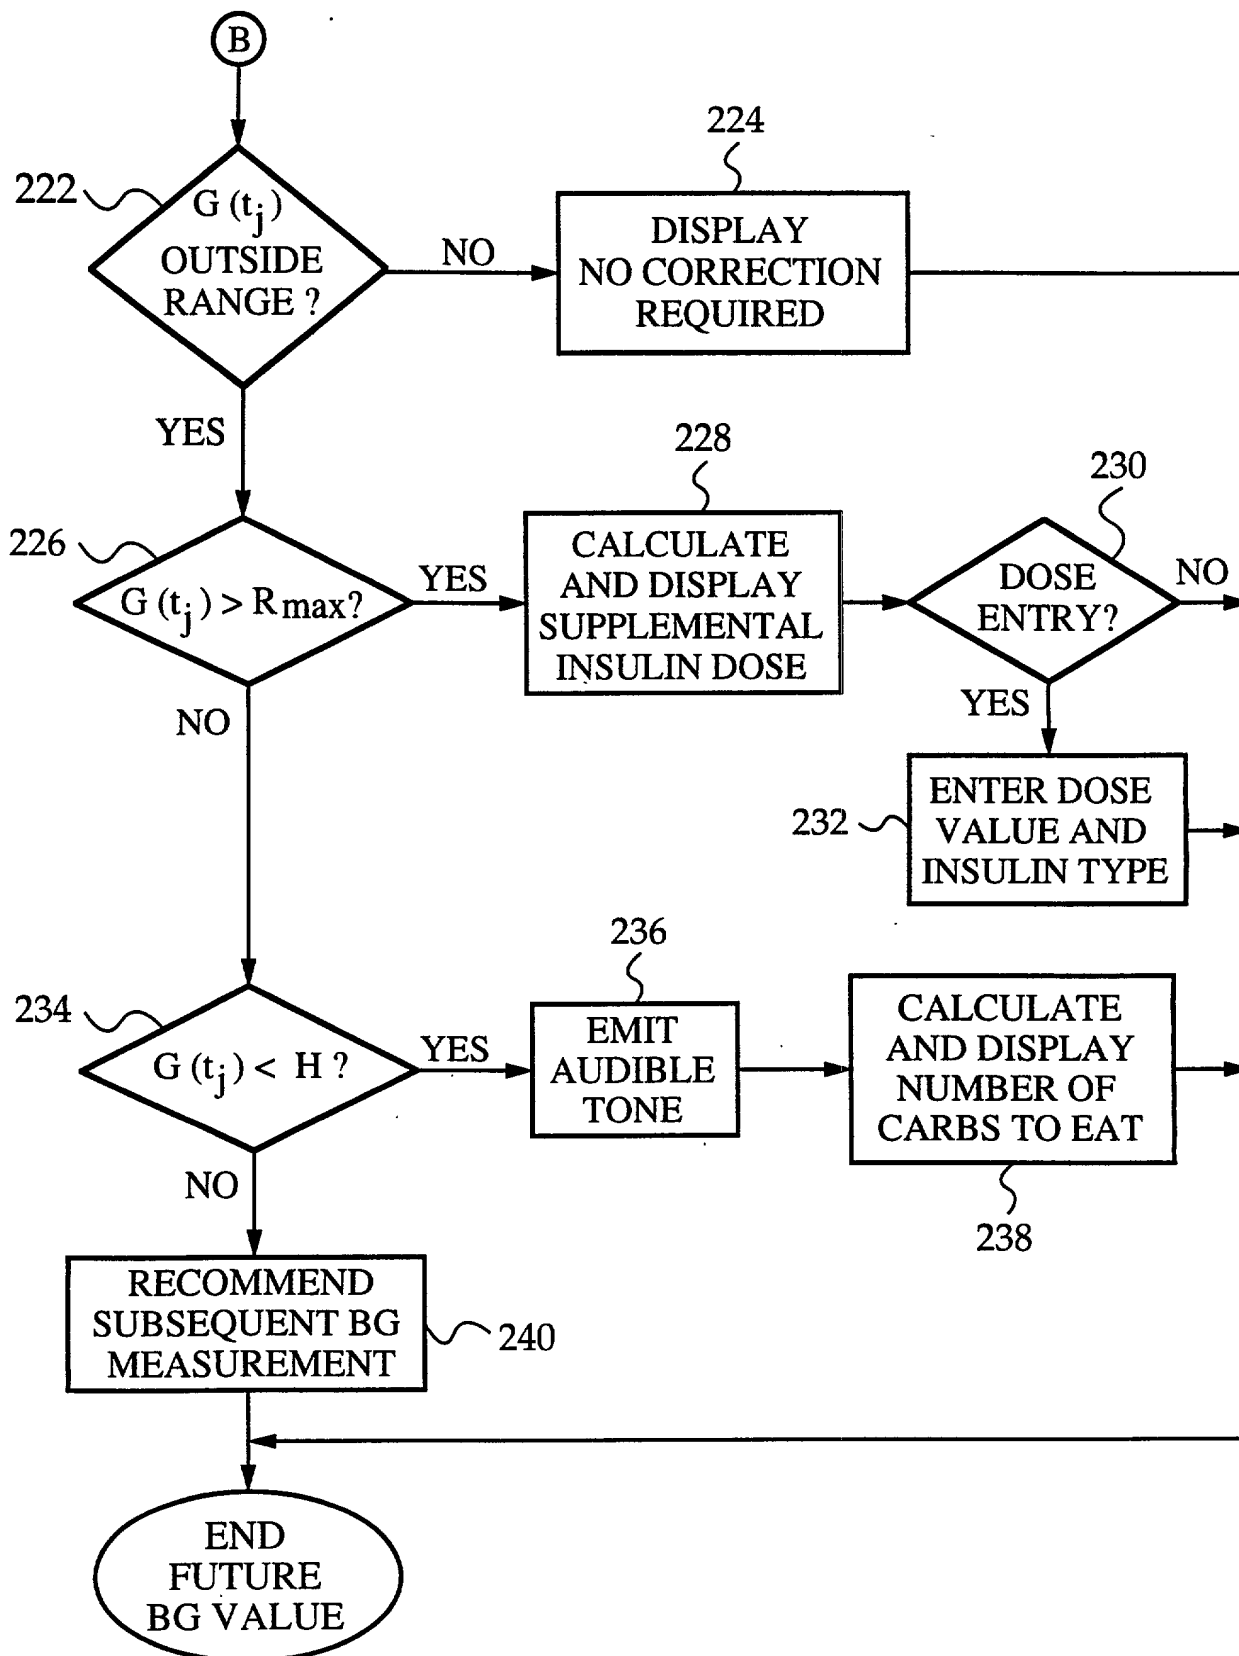 B
224
222
G (tj)
OUTSIDE
RANGE ?
NO
DISPLAY
NO CORRECTION
REQUIRED
YES
228
230
226
G (tj) > Rmax?
YES
CALCULATE
AND DISPLAY
SUPPLEMENTAL
INSULIN DOSE
DOSE
ENTRY?
NO
NO
YES
232
ENTER DOSE
VALUE AND
INSULIN TYPE
236
234
G (tj) < H ?
YES
EMIT
AUDIBLE
TONE
CALCULATE
AND DISPLAY
NUMBER OF
CARBS TO EAT
NO
238
RECOMMEND
SUBSEQUENT BG
MEASUREMENT
240
END
FUTURE
BG VALUE